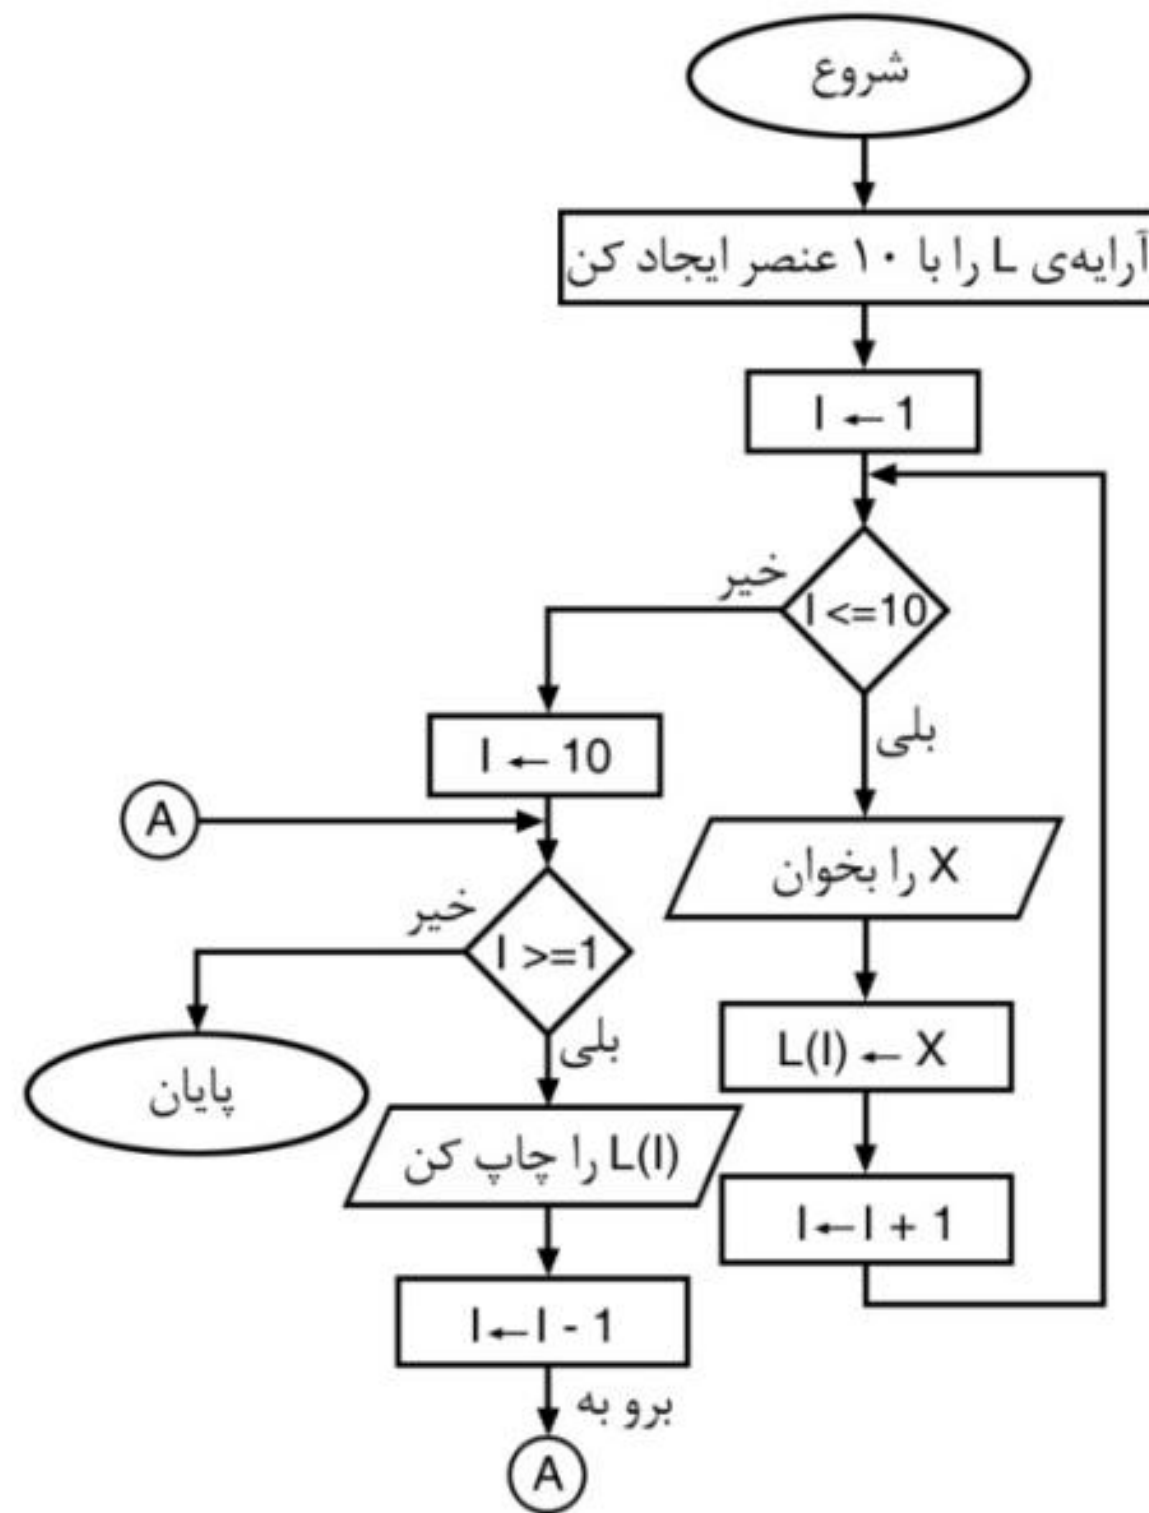 شروع
آرایه‌ی L را با ۱۰ عنصر ایجاد کن
I ← 1
I <=10
خیر
بلی
X را بخوان
L(I) ← X
I ← I + 1
I ← 10
A
I >=1
خیر
بلی
پایان
L(I) را چاپ کن
I ← I - 1
برو به
A